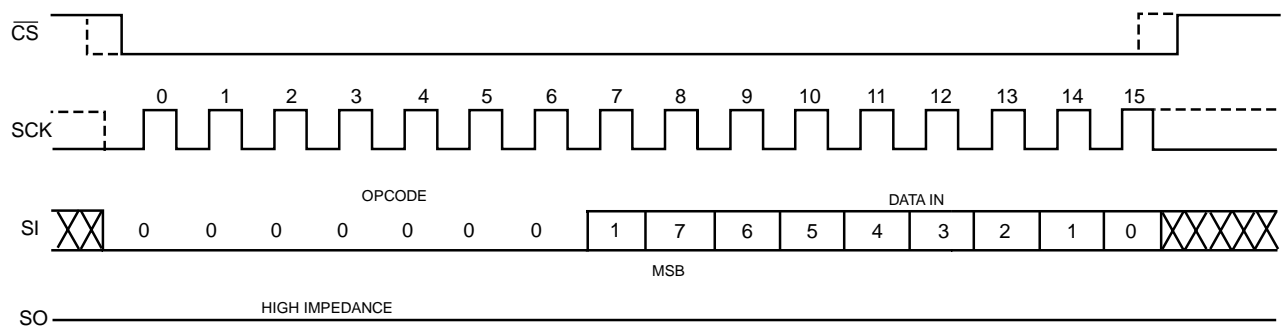 CS
0 1 2 3 4 5 6 7 8 9 10 11 12 13 14 15
SCK
OPCODE DATA IN
SI 0 0 0 0 0 0 0 1 7 6 5 4 3 2 1 0
MSB
HIGH IMPEDANCE
SO